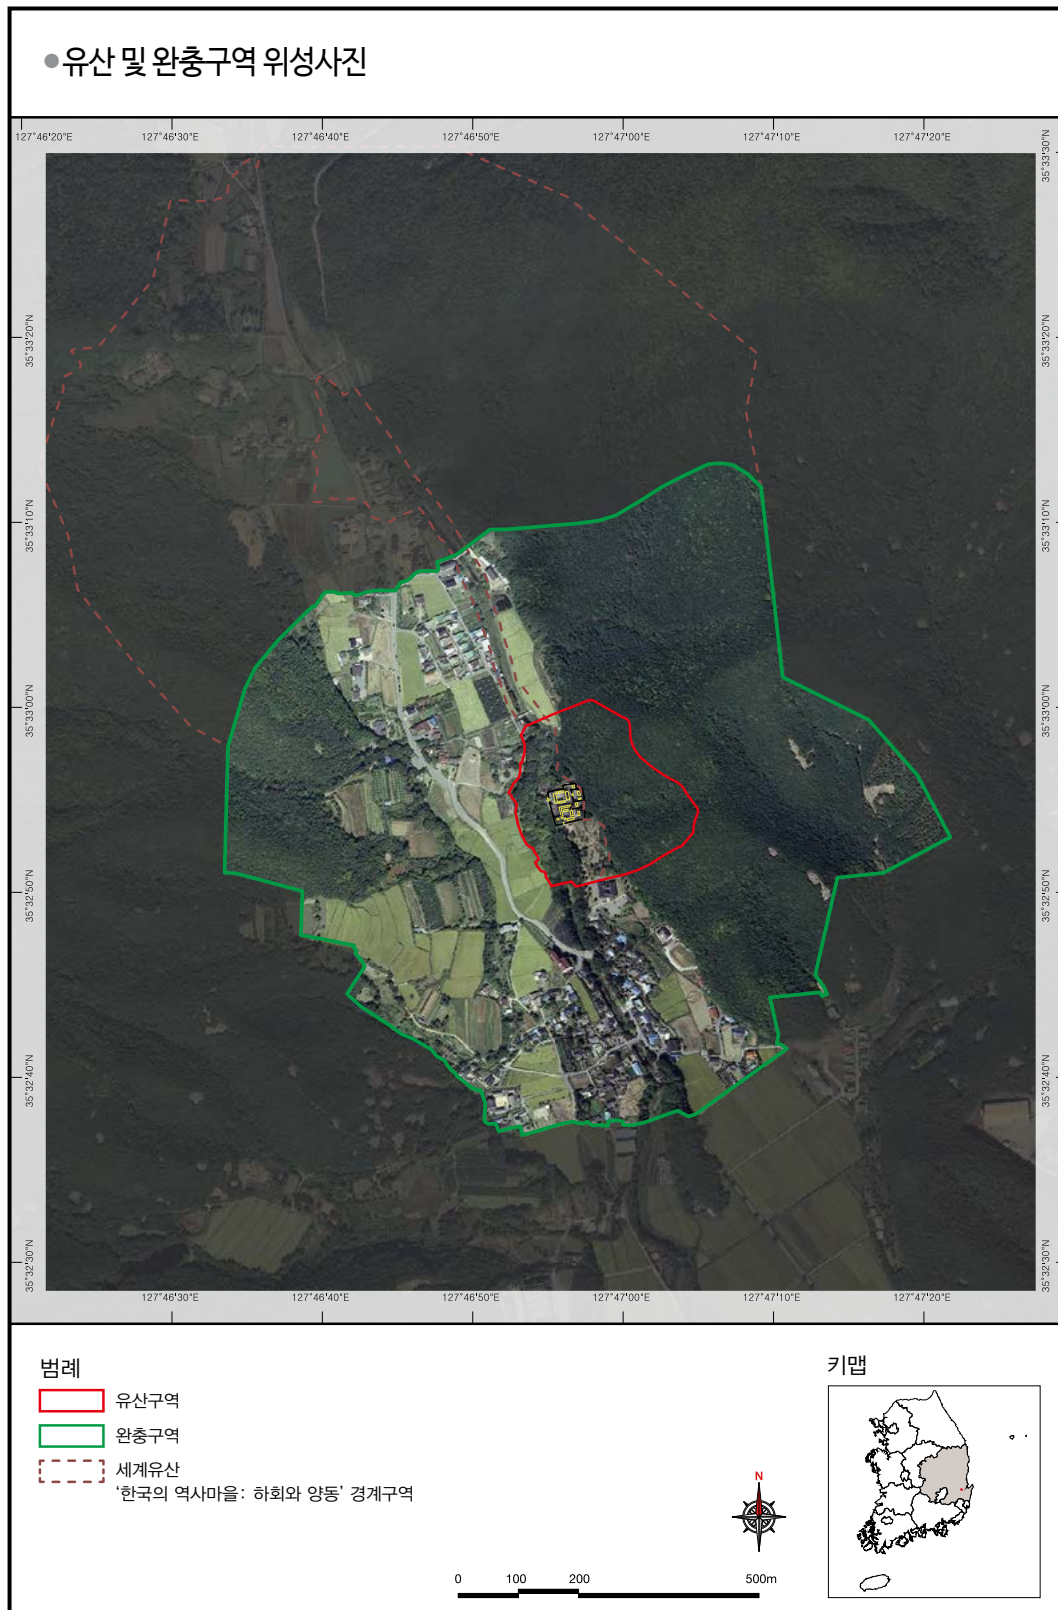 유산 및 완충구역 위성사진
127°46'20"E 127°46'30"E 127°46'40"E 127°46'50"E 127°47'00"E 127°47'10"E 127°47'20"E
35°33'30"N
35°33'20"N 35°33'20"N
35°33'10"N 35°33'10"N
35°33'00"N 35°33'00"N
35°32'50"N 35°32'50"N
35°32'40"N 35°32'40"N
35°32'30"N 35°32'30"N
127°46'30"E 127°46'40"E 127°46'50"E 127°47'00"E 127°47'10"E 127°47'20"E
범례
유산구역
완충구역
세계유산
'한국의 역사마을: 하회와 양동' 경계구역
키맵
N
0 100 200 500m